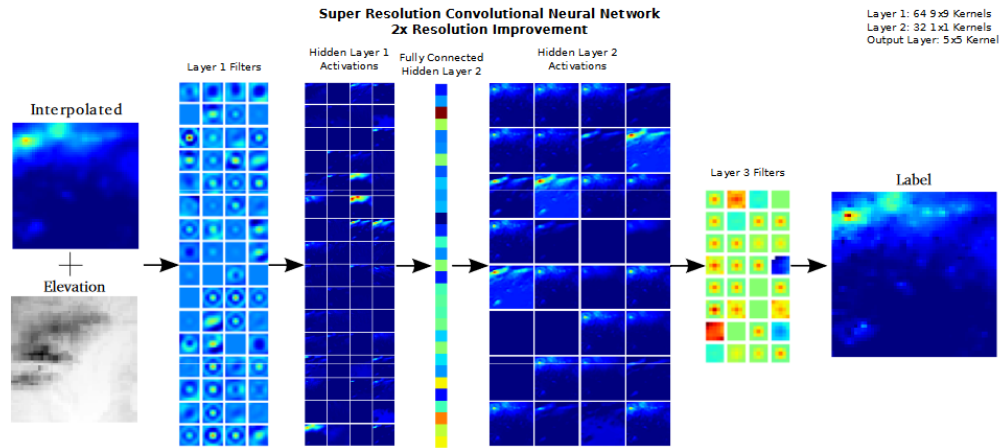 Super Resolution Convolutional Neural Network
2x Resolution Improvement
Layer 1: 64 9x9 Kernels
Layer 2: 32 1x1 Kernels
Output Layer: 5x5 Kernel
Interpolated
Elevation
Layer 1 Filters
Hidden Layer 1
Activations
Fully Connected
Hidden Layer 2
Hidden Layer 2
Activations
Layer 3 Filters
Label